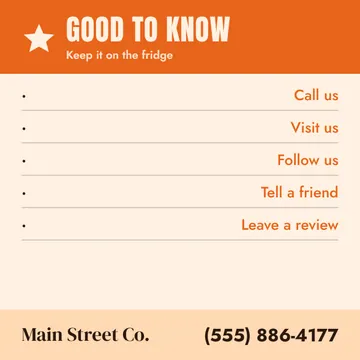 GOOD TO KNOW
Keep it on the fridge
• Call us
• Visit us
• Follow us
• Tell a friend
• Leave a review
Main Street Co. (555) 886-4177